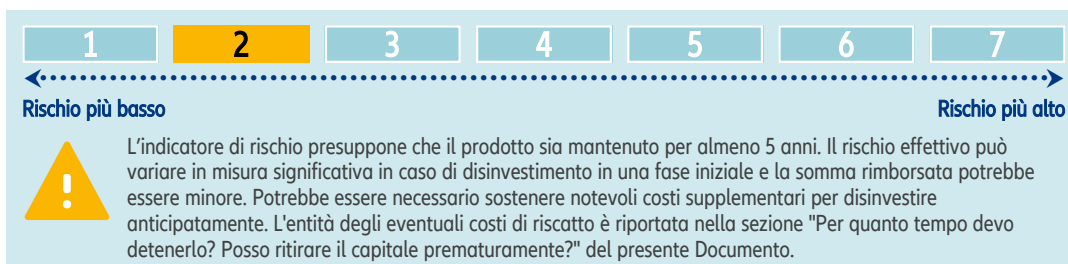 1 2 3 4 5 6 7
Rischio più basso Rischio più alto
L'indicatore di rischio presuppone che il prodotto sia mantenuto per almeno 5 anni. Il rischio effettivo può
variare in misura significativa in caso di disinvestimento in una fase iniziale e la somma rimborsata potrebbe
essere minore. Potrebbe essere necessario sostenere notevoli costi supplementari per disinvestire
anticipatamente. L'entità degli eventuali costi di riscatto è riportata nella sezione "Per quanto tempo devo
detenerlo? Posso ritirare il capitale prematuramente?" del presente Documento.